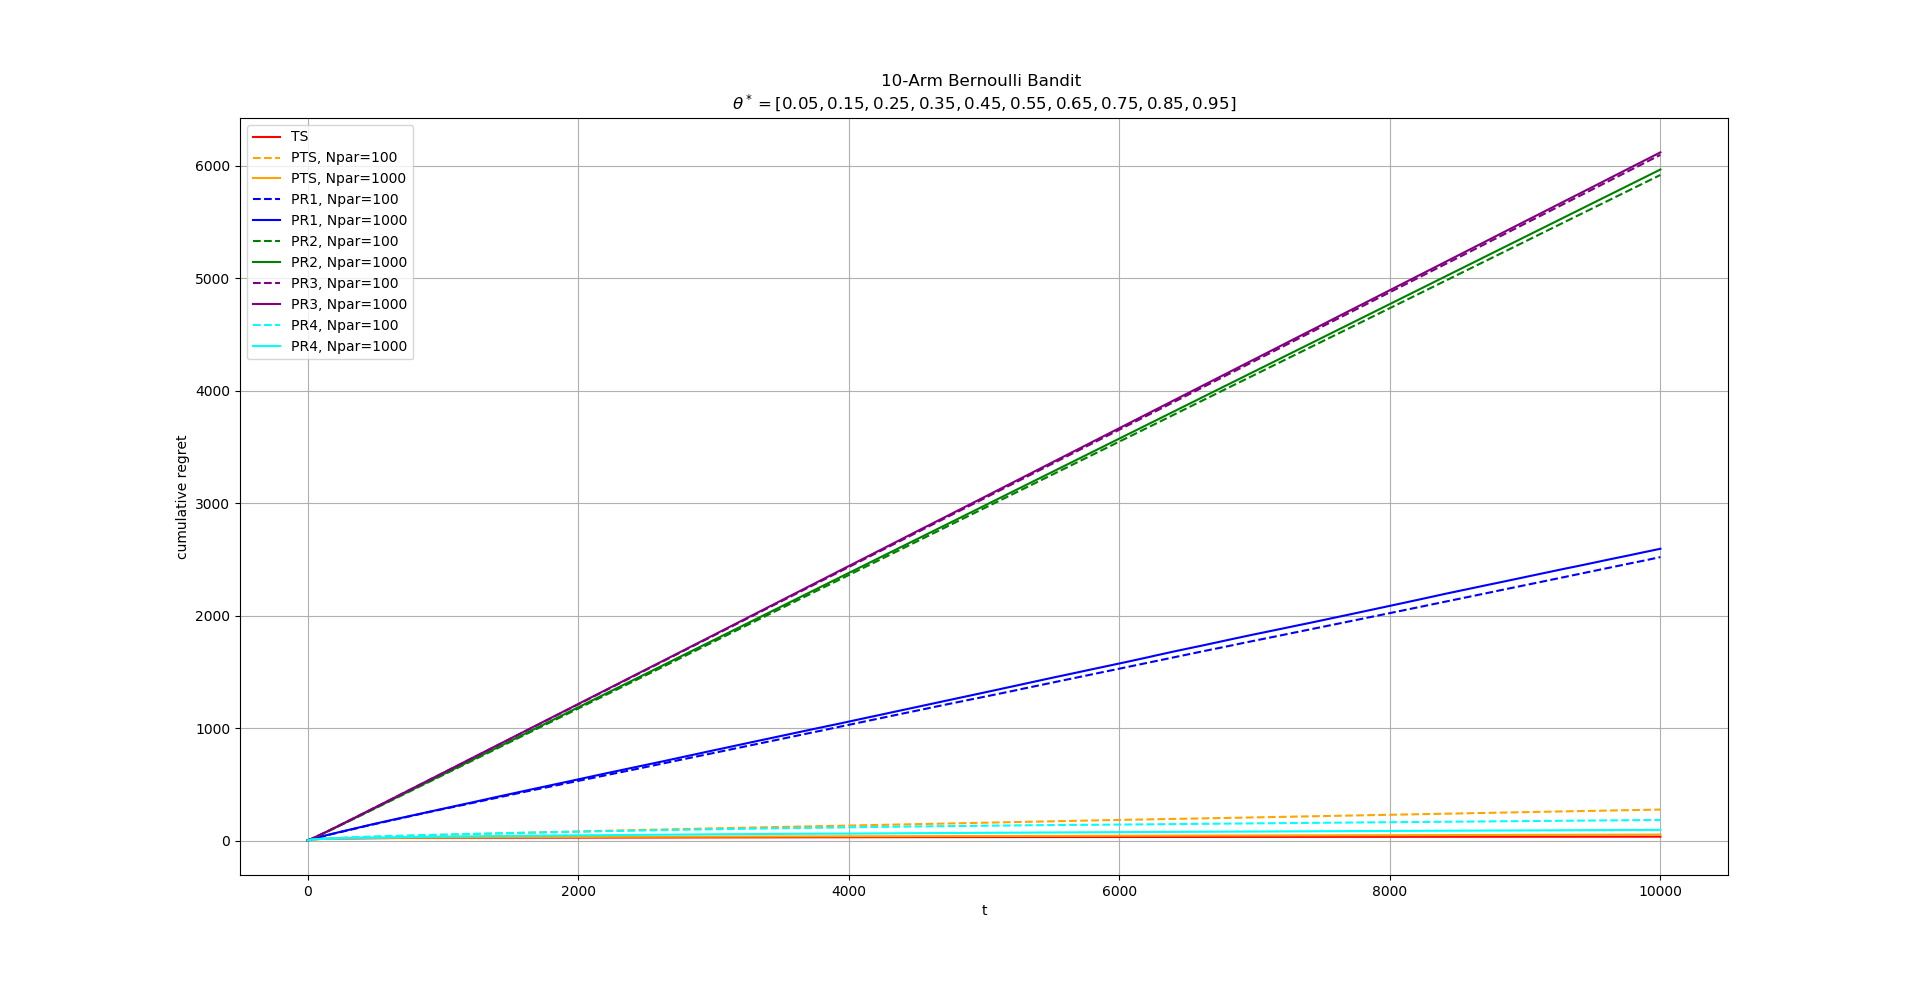 10-Arm Bernoulli Bandit
θ* = [0.05, 0.15, 0.25, 0.35, 0.45, 0.55, 0.65, 0.75, 0.85, 0.95]
TS
PTS, Npar=100
PTS, Npar=1000
PR1, Npar=100
PR1, Npar=1000
PR2, Npar=100
PR2, Npar=1000
PR3, Npar=100
PR3, Npar=1000
PR4, Npar=100
PR4, Npar=1000
6000
5000
4000
3000
2000
1000
0
cumulative regret
0 2000 4000 6000 8000 10000
t